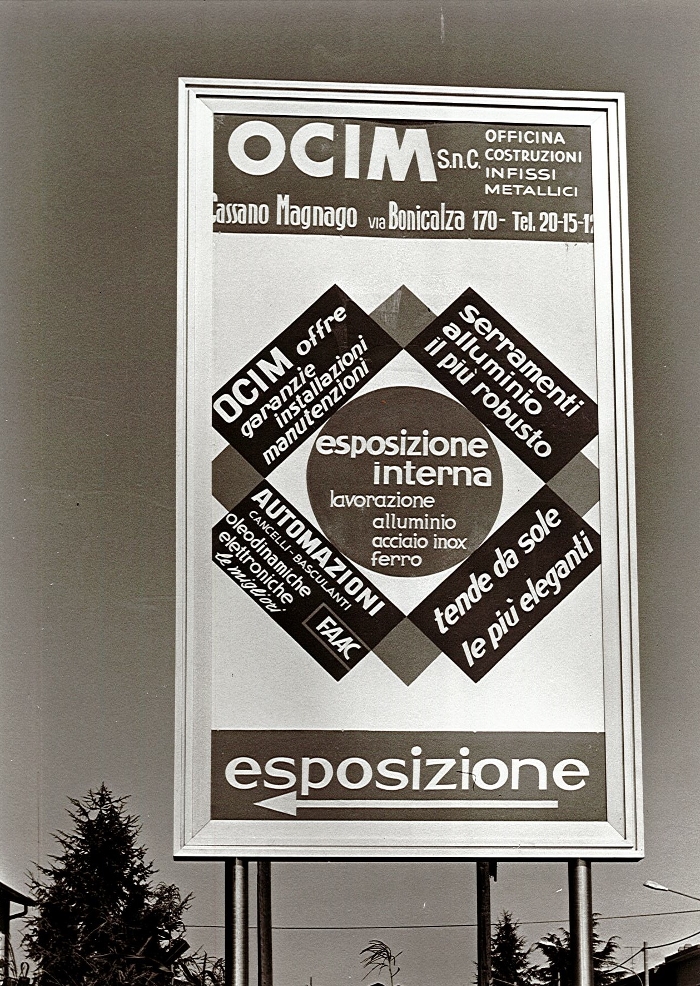 OCIM s.n.c.
OFFICINA
COSTRUZIONI
INFISSI
METALLICI
Cassano Magnago via Bonicalza 170 - Tel. 20-15-12
OCIM offre
garanzie
installazioni
manutenzioni
serramenti
alluminio
il più robusto
esposizione
interna
lavorazione
alluminio
acciaio inox
ferro
AUTOMAZIONI
CANCELLI-BASCULANTI
oleodinamiche
elettroniche
le migliori
FAAC
tende da sole
le più eleganti
esposizione